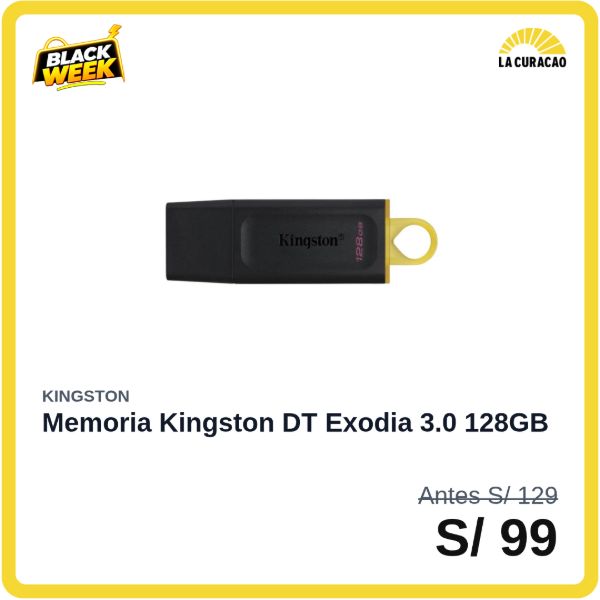 BLACK
WEEK
LA CURACAO
Kingston®
128GB
KINGSTON
Memoria Kingston DT Exodia 3.0 128GB
Antes S/ 129
S/ 99